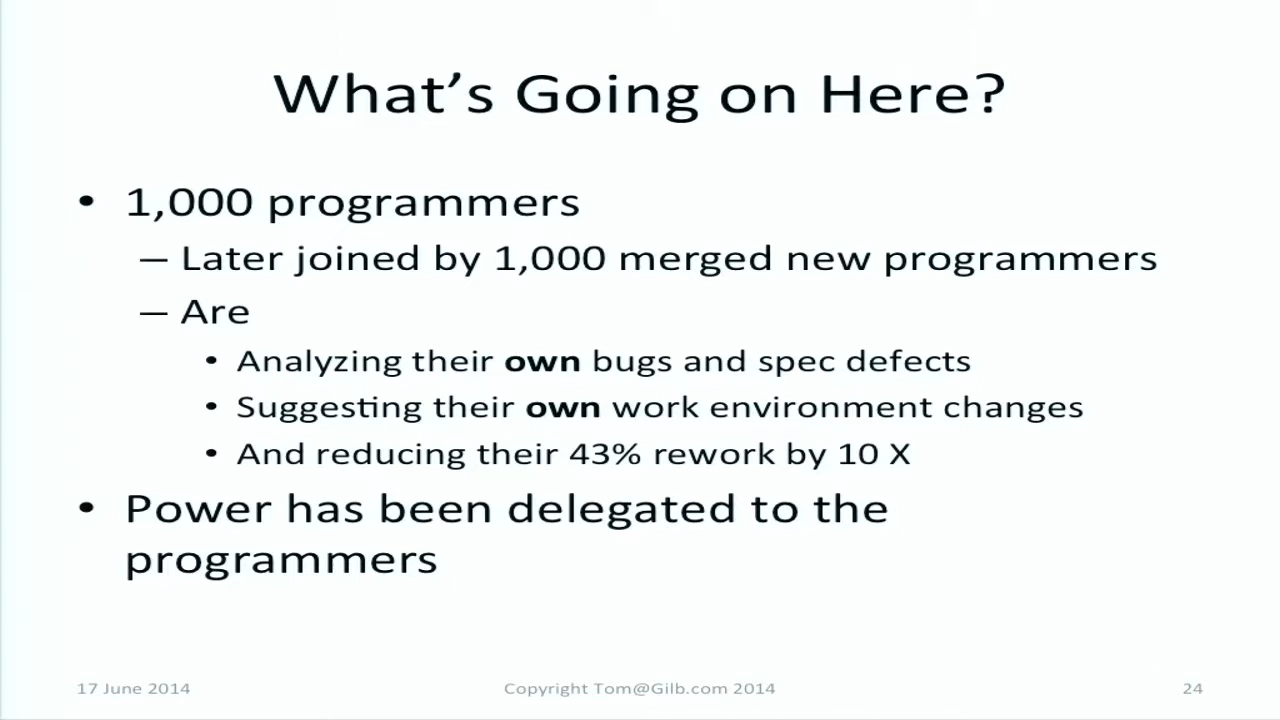 What's Going on Here?
• 1,000 programmers
– Later joined by 1,000 merged new programmers
– Are
• Analyzing their own bugs and spec defects
• Suggesting their own work environment changes
• And reducing their 43% rework by 10 X
• Power has been delegated to the
programmers
17 June 2014
Copyright Tom@Gilb.com 2014
24